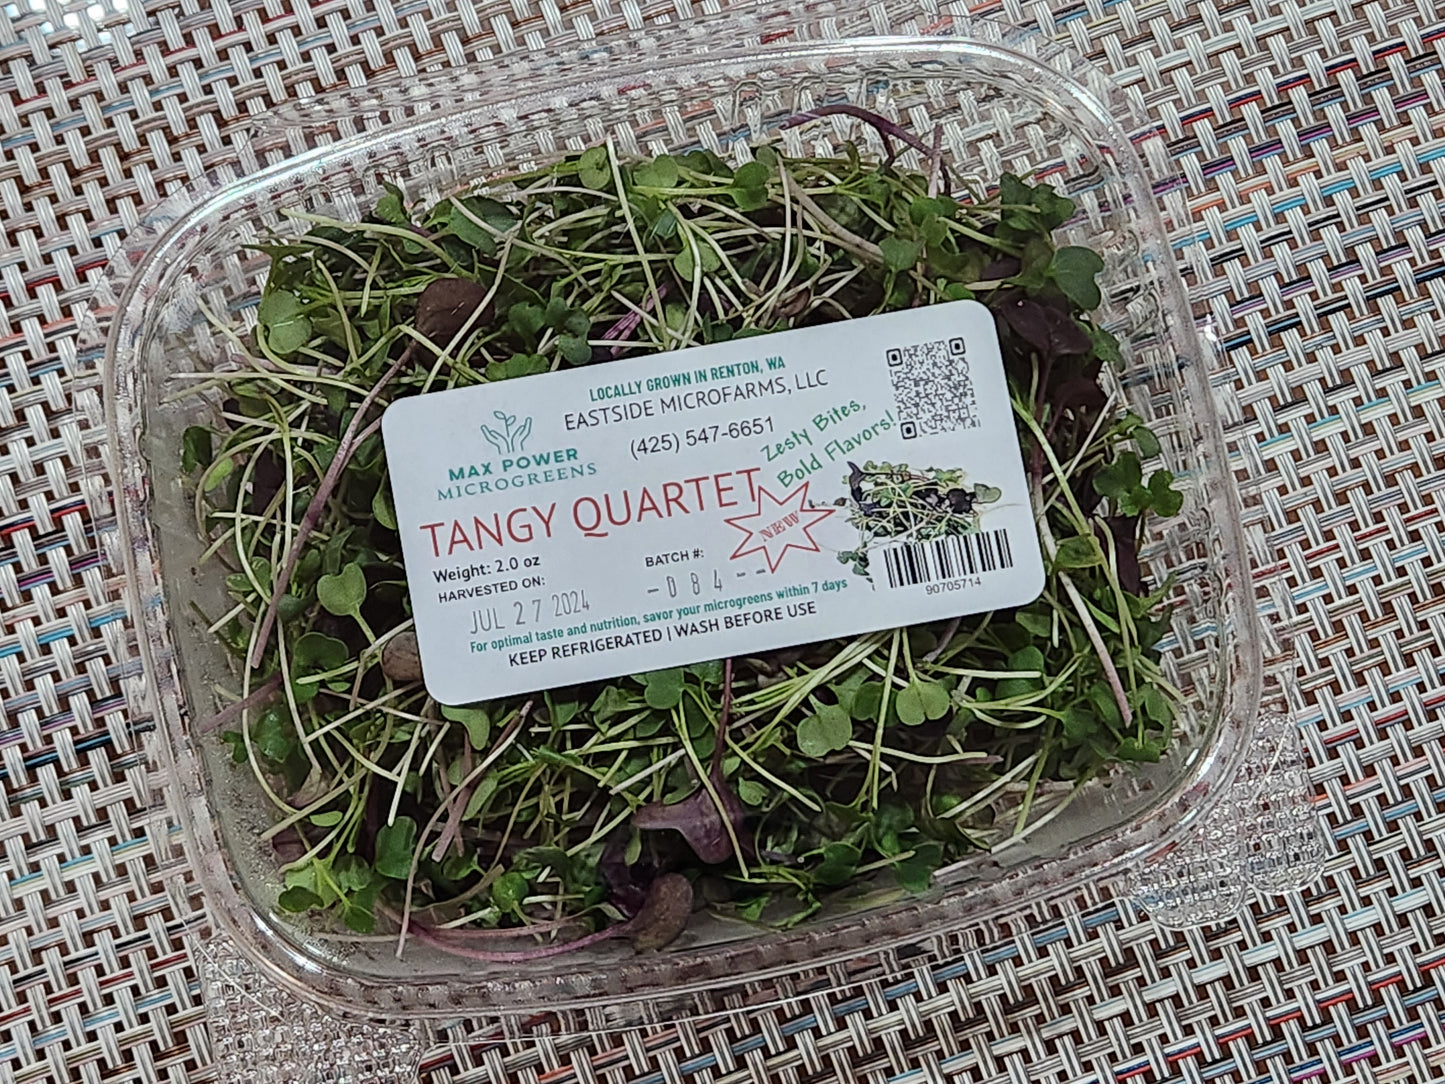 LOCALLY GROWN IN RENTON, WA
EASTSIDE MICROFARMS, LLC
(425) 547-6651
MAX POWER
MICROGREENS
Zesty Bites,
Bold Flavors!
TANGY QUARTET
NEW
Weight: 2.0 oz
HARVESTED ON:
JUL 27 2024
BATCH #:
-084--
For optimal taste and nutrition, savor your microgreens within 7 days
KEEP REFRIGERATED | WASH BEFORE USE
90705714